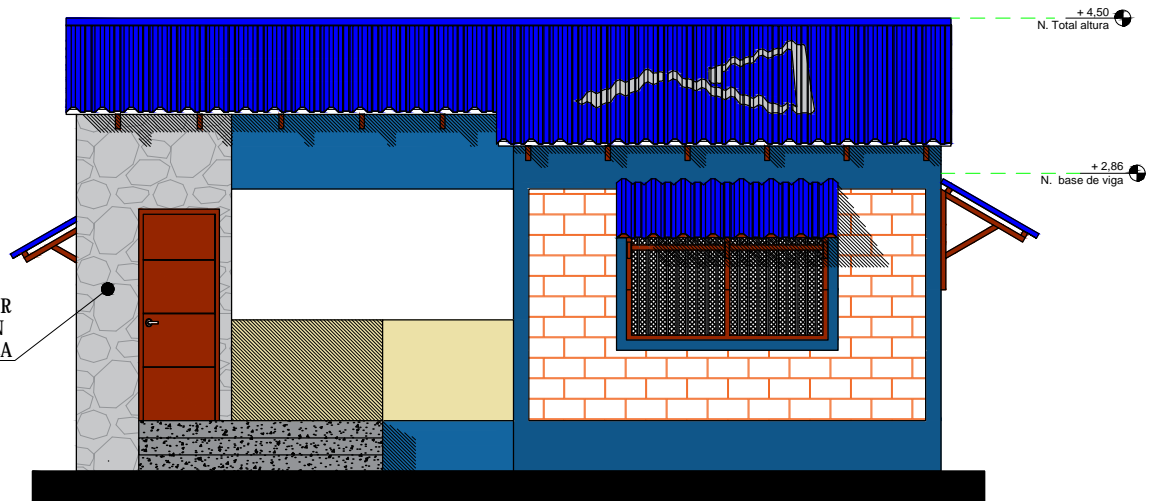 + 4,50
N. Total altura
+ 2,86
N. base de viga